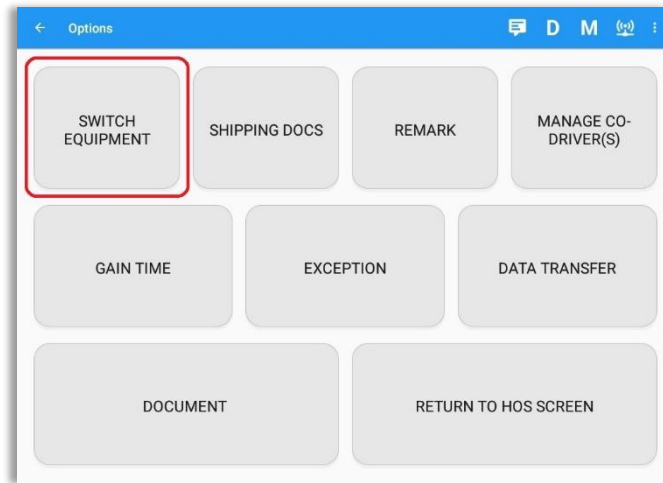 Options
D M
SWITCH
EQUIPMENT
SHIPPING DOCS
REMARK
MANAGE CO-
DRIVER(S)
GAIN TIME
EXCEPTION
DATA TRANSFER
DOCUMENT
RETURN TO HOS SCREEN